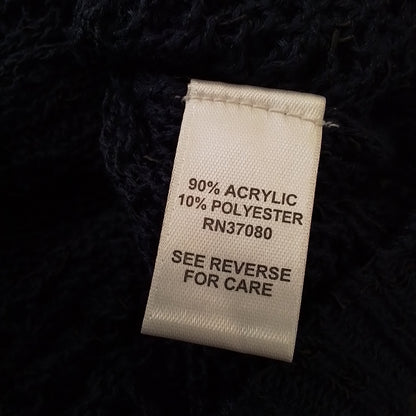 90% ACRYLIC
10% POLYESTER
RN37080
SEE REVERSE
FOR CARE